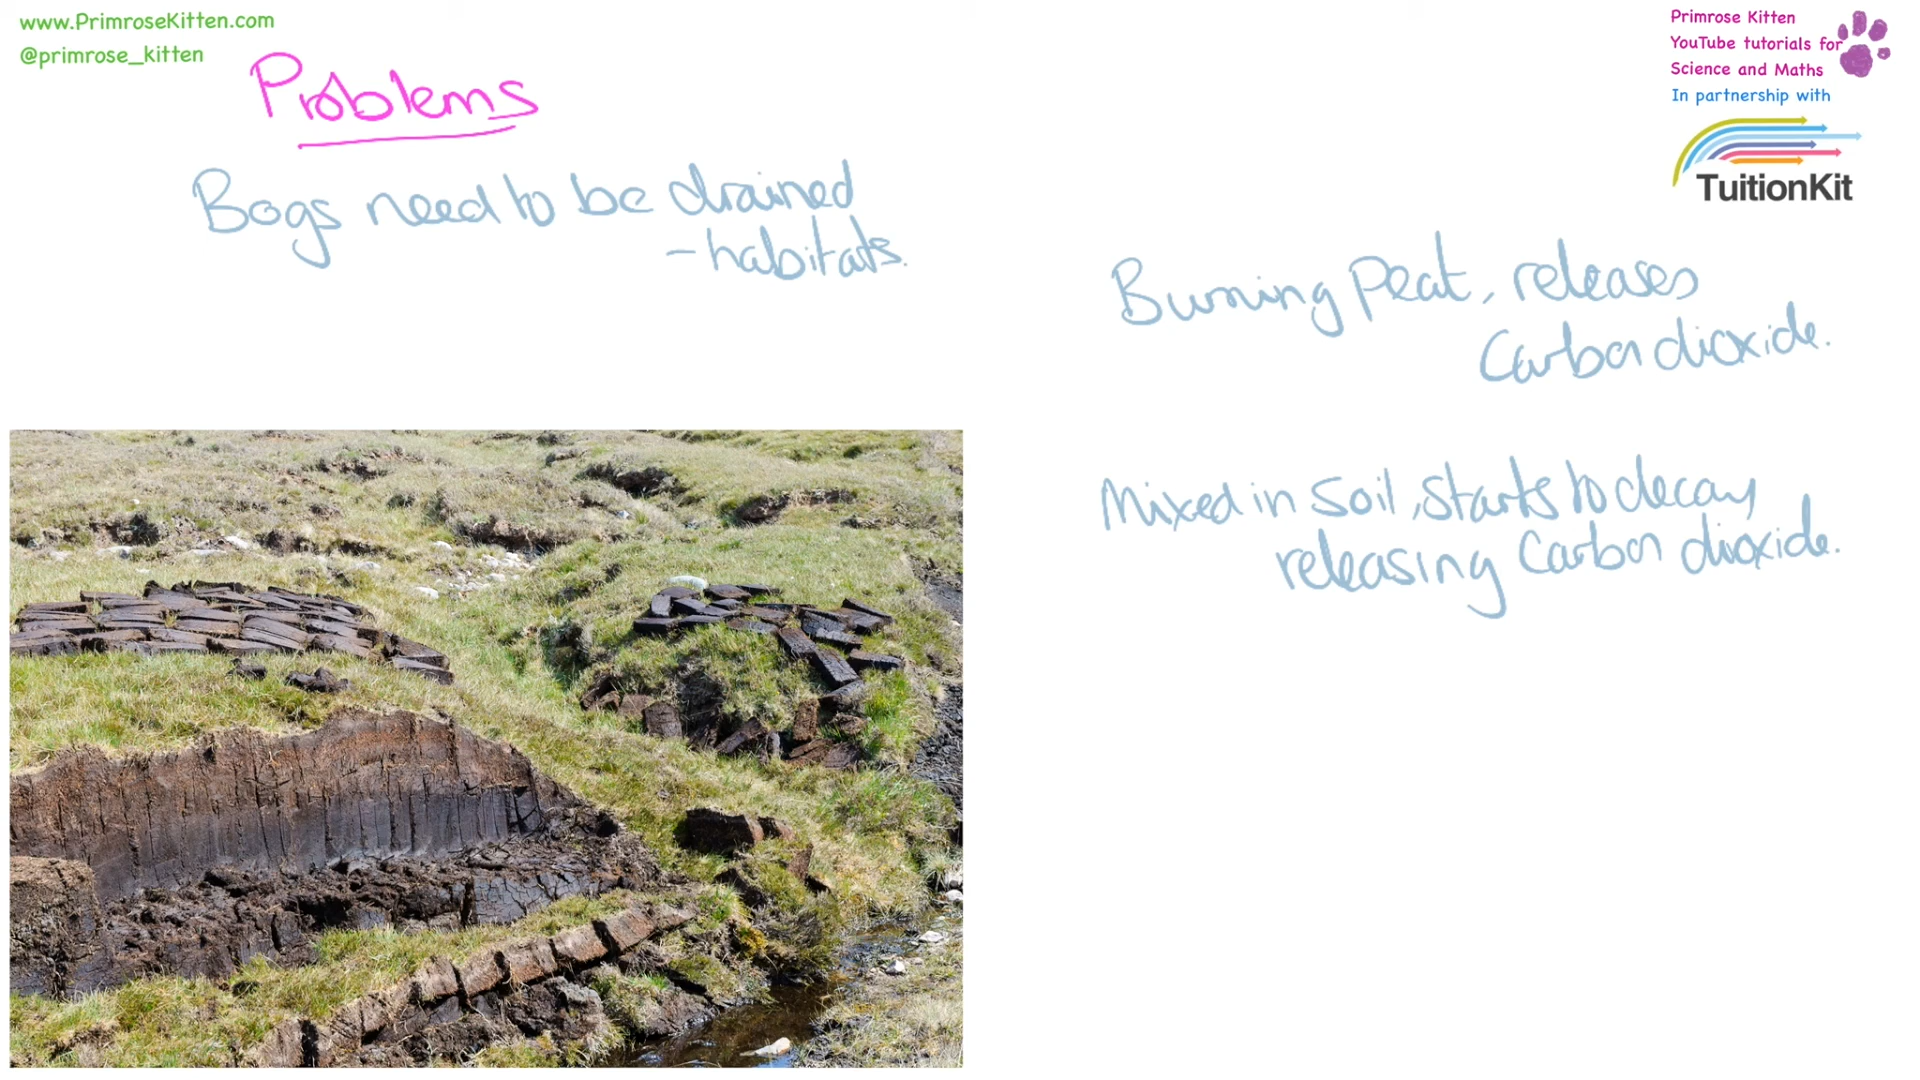 www.PrimroseKitten.com
@primrose_kitten
Problems
Bogs need to be drained
- habitats.
Primrose Kitten
YouTube tutorials for
Science and Maths
In partnership with
TuitionKit
Burning Peat, releases
Carbon dioxide.
Mixed in soil, starts to decay
releasing Carbon dioxide.